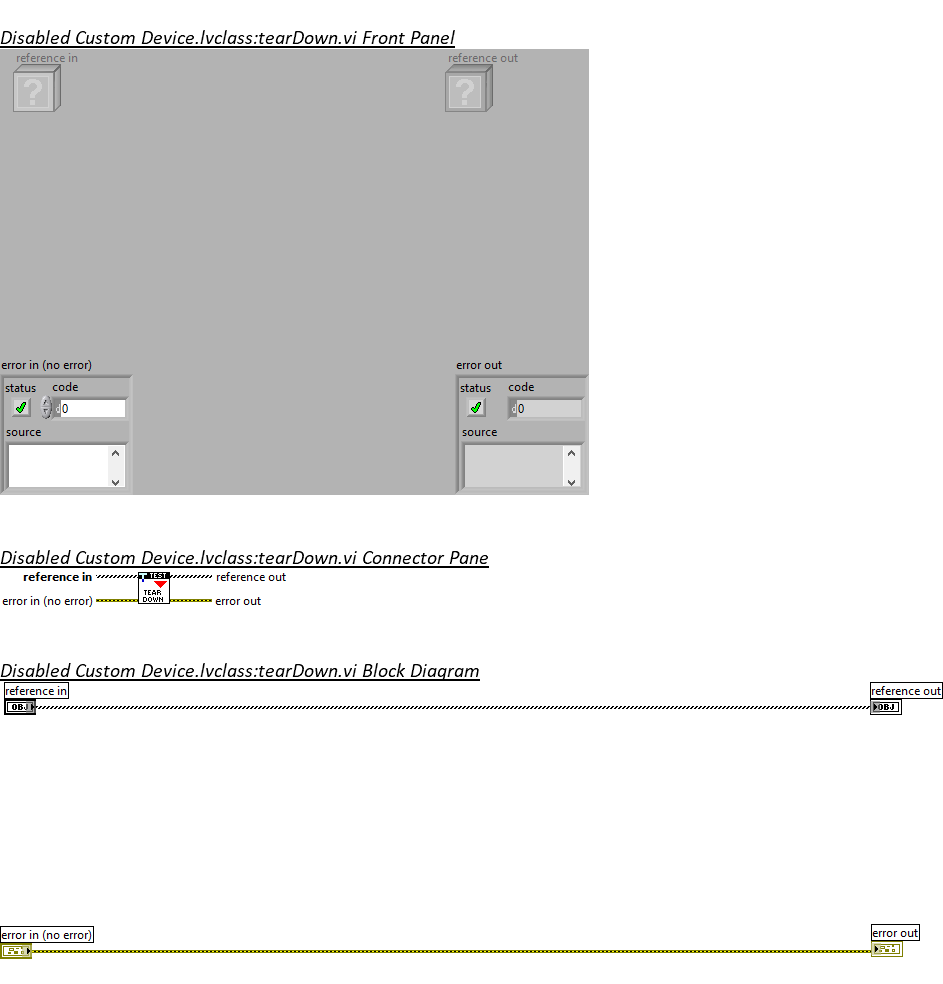 Disabled Custom Device.lvclass:tearDown.vi Front Panel
reference in
reference out
?
?
error in (no error)
error out
status
code
status
code
d
0
d
0
source
source
Disabled Custom Device.lvclass:tearDown.vi Connector Pane
reference in
TEST
reference out
error in (no error)
TEAR
DOWN
error out
Disabled Custom Device.lvclass:tearDown.vi Block Diagram
reference in
reference out
OBJ
OBJ
error in (no error)
error out